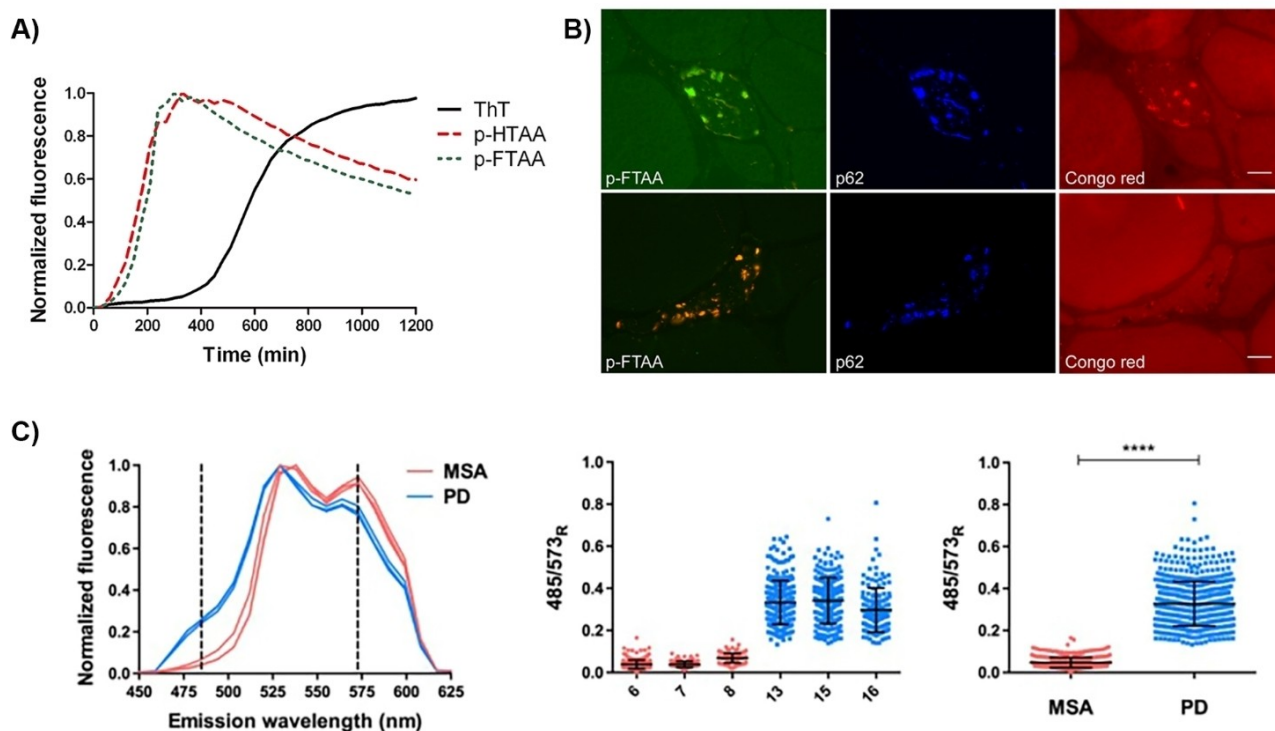 A)
Normalized fluorescence
1.0
0.8
0.6
0.4
0.2
0.0
0 200 400 600 800 1000 1200
Time (min)
ThT
p-HTAA
p-FTAA
B)
p-FTAA p62 Congo red
p-FTAA p62 Congo red
C)
Normalized fluorescence
1.0
0.8
0.6
0.4
0.2
0.0
450 475 500 525 550 575 600 625
Emission wavelength (nm)
MSA
PD
485/573R
1.0
0.8
0.6
0.4
0.2
0.0
6 7 8 13 15 16
485/573R
1.0
0.8
0.6
0.4
0.2
0.0
****
MSA PD